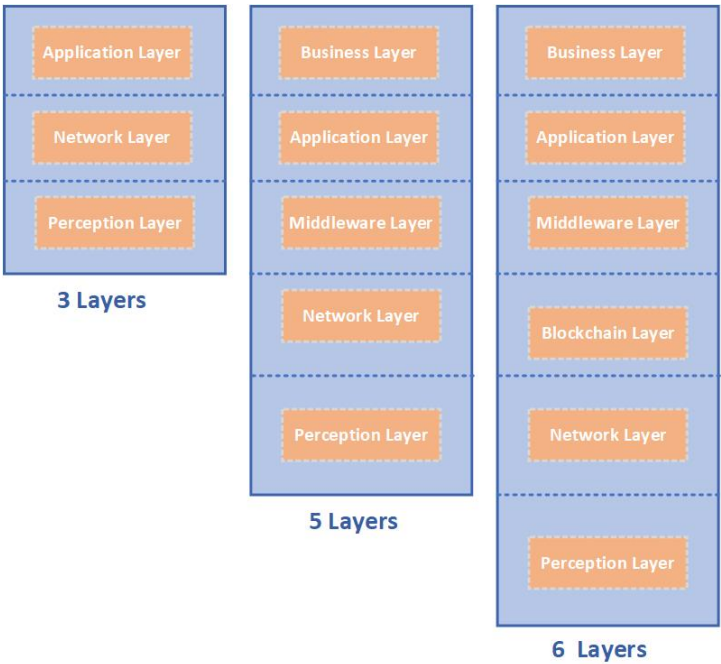 Application Layer
Network Layer
Perception Layer
3 Layers
Business Layer
Application Layer
Middleware Layer
Network Layer
Perception Layer
5 Layers
Business Layer
Application Layer
Middleware Layer
Blockchain Layer
Network Layer
Perception Layer
6 Layers